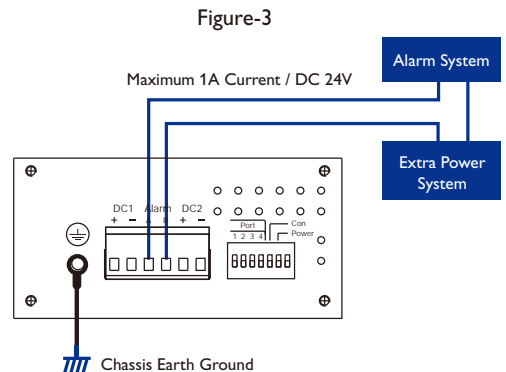 Figure-3
Alarm System
Maximum 1A Current / DC 24V
Extra Power
System
DC1 Alarm DC2
+ − + −
Port
Con
Power
1 2 3 4
Chassis Earth Ground